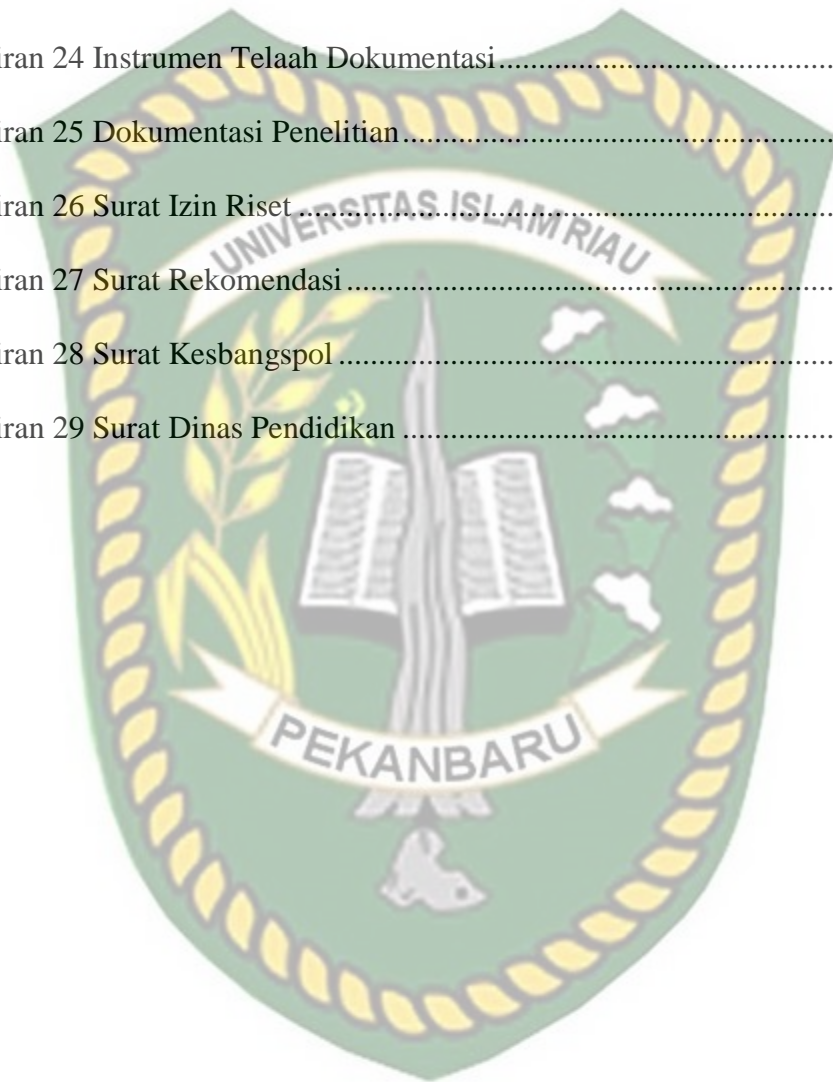 iran 24 Instrumen Telaah Dokumentasi........................................
iran 25 Dokumentasi Penelitian....................................................
iran 26 Surat Izin Riset ................................................................
UNIVERSITAS ISLAM RIAU
iran 27 Surat Rekomendasi..........................................................
iran 28 Surat Kesbangspol ...........................................................
iran 29 Surat Dinas Pendidikan ...................................................
PEKANBARU